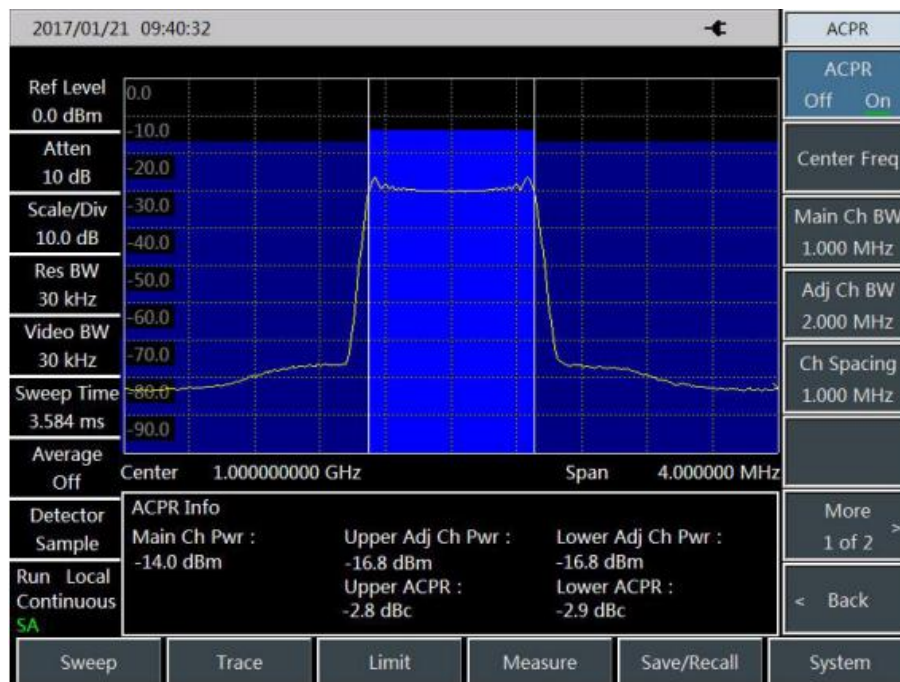 2017/01/21 09:40:32
ACPR
Ref Level
0.0 dBm
Atten
10 dB
Scale/Div
10.0 dB
Res BW
30 kHz
Video BW
30 kHz
Sweep Time
3.584 ms
Average
Off
Detector
Sample
Run Local
Continuous
SA
0.0
-10.0
-20.0
-30.0
-40.0
-50.0
-60.0
-70.0
-80.0
-90.0
Center 1.000000000 GHz Span 4.000000 MHz
ACPR Info
Main Ch Pwr : Upper Adj Ch Pwr : Lower Adj Ch Pwr :
-14.0 dBm -16.8 dBm -16.8 dBm
Upper ACPR : Lower ACPR :
-2.8 dBc -2.9 dBc
ACPR
Off On
Center Freq
Main Ch BW
1.000 MHz
Adj Ch BW
2.000 MHz
Ch Spacing
1.000 MHz
More
1 of 2 >
< Back
Sweep Trace Limit Measure Save/Recall System